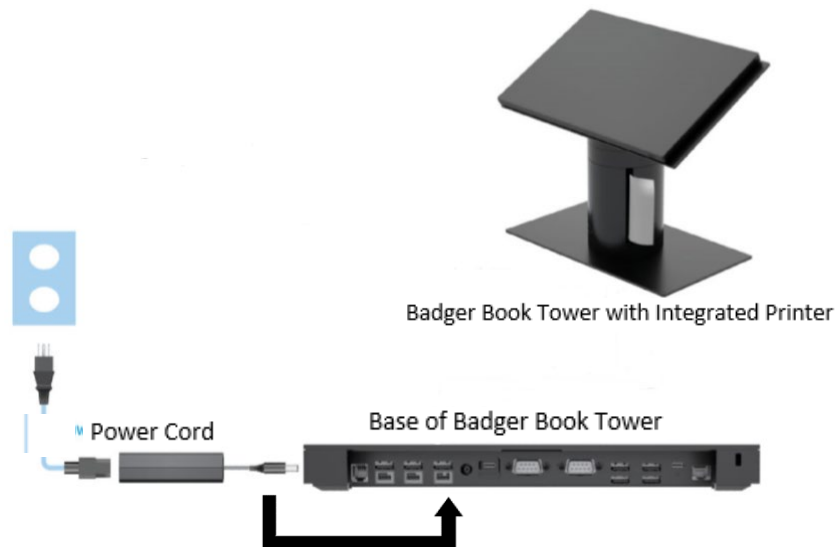 Badger Book Tower with Integrated Printer
Power Cord
Base of Badger Book Tower